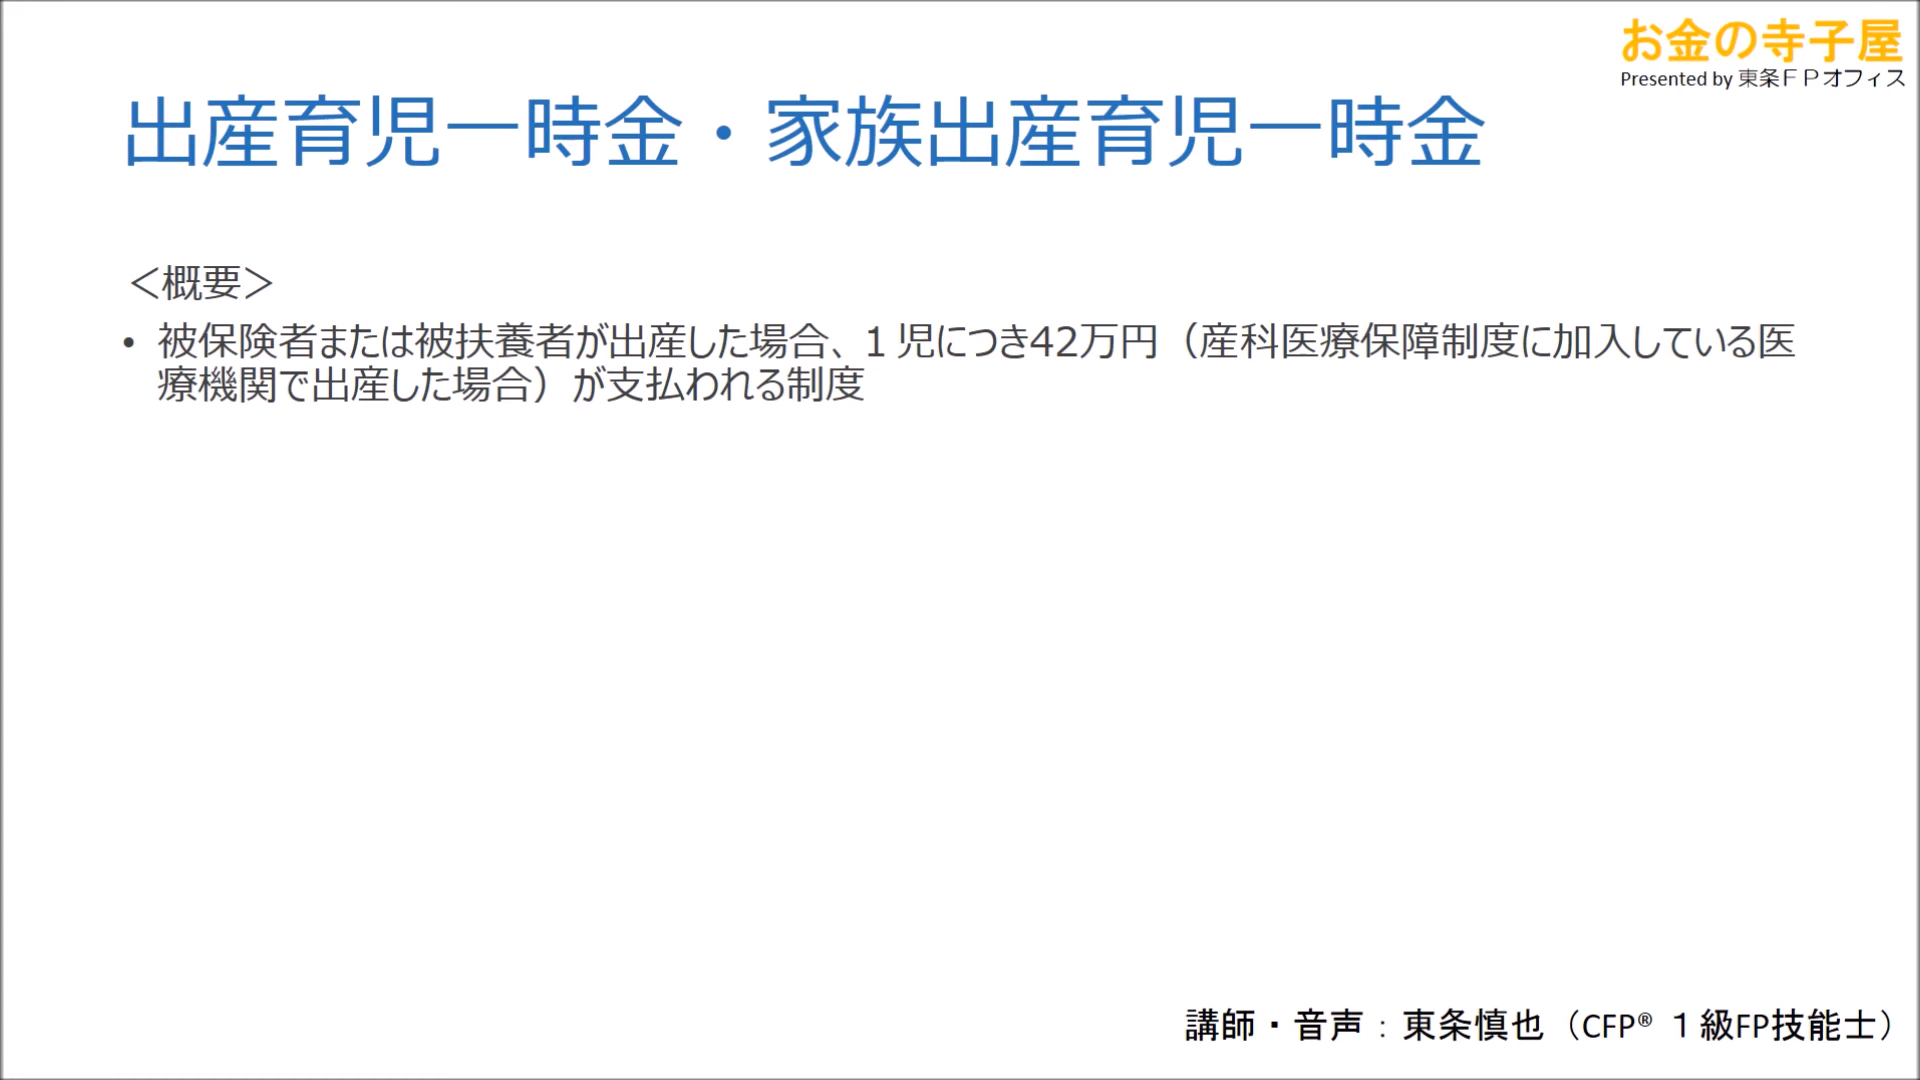 お金の寺子屋
Presented by 東条ＦＰオフィス
出産育児一時金・家族出産育児一時金
＜概要＞
• 被保険者または被扶養者が出産した場合、１児につき42万円（産科医療保障制度に加入している医
療機関で出産した場合）が支払われる制度
講師・音声：東条慎也（CFP® １級FP技能士）